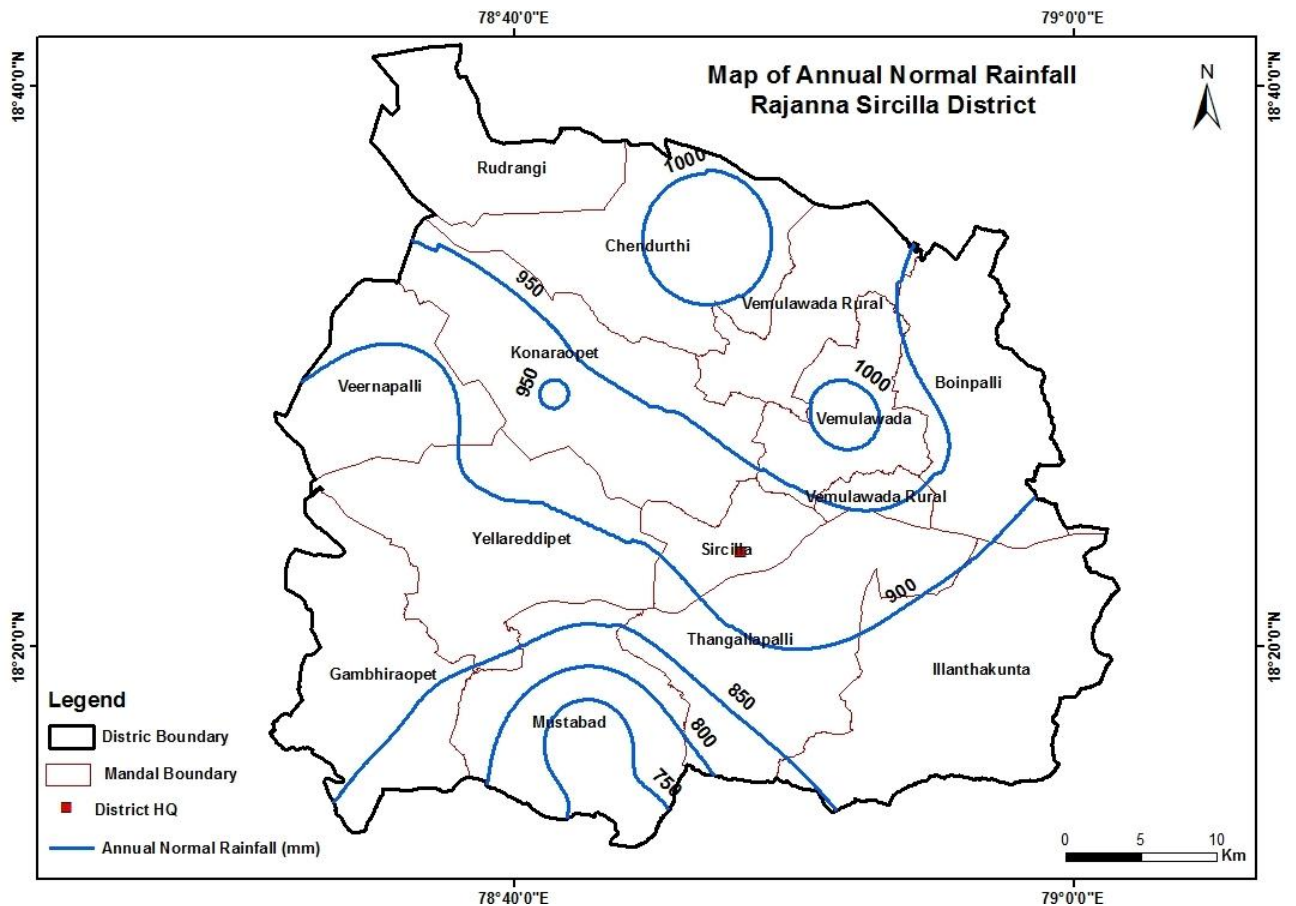 78°40'0"E
79°0'0"E
18°40'0"N
18°40'0"N
Map of Annual Normal Rainfall
Rajanna Sircilla District
N
Rudrangi
1000
Chendurthi
950
Vemulawada Rural
Konaraopet
950
1000
Veernapalli
Boinpalli
Vemulawada
Vemulawada Rural
Yellareddipet
Sircilla
900
Thangallapalli
18°20'0"N
18°20'0"N
Gambhiraopet
Illanthakunta
850
Mustabad
800
750
Legend
Distric Boundary
Mandal Boundary
District HQ
Annual Normal Rainfall (mm)
0 5 10
Km
78°40'0"E
79°0'0"E